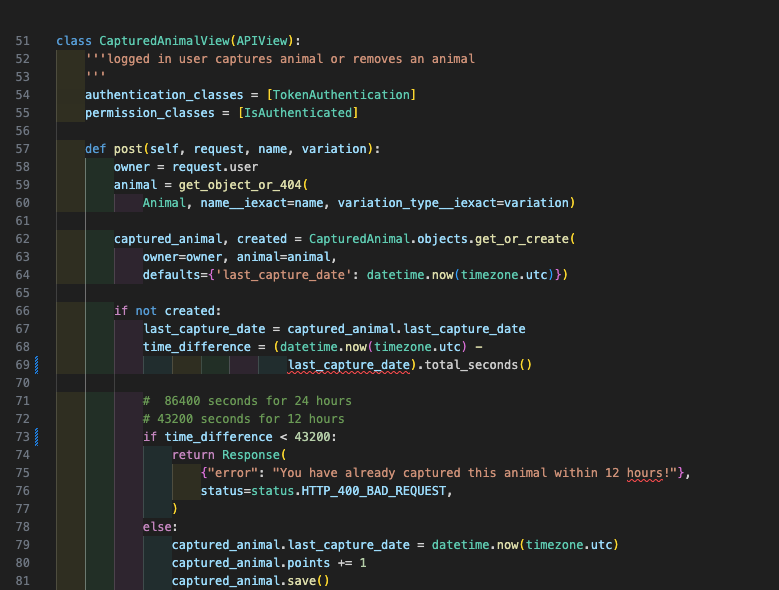 51 class CapturedAnimalView(APIView):
52     '''logged in user captures animal or removes an animal
53     '''
54     authentication_classes = [TokenAuthentication]
55     permission_classes = [IsAuthenticated]
56
57     def post(self, request, name, variation):
58         owner = request.user
59         animal = get_object_or_404(
60             Animal, name__iexact=name, variation_type__iexact=variation)
61
62         captured_animal, created = CapturedAnimal.objects.get_or_create(
63             owner=owner, animal=animal,
64             defaults={'last_capture_date': datetime.now(timezone.utc)})
65
66         if not created:
67             last_capture_date = captured_animal.last_capture_date
68             time_difference = (datetime.now(timezone.utc) -
69                                 last_capture_date).total_seconds()
70
71             #  86400 seconds for 24 hours
72             # 43200 seconds for 12 hours
73             if time_difference < 43200:
74                 return Response(
75                     {"error": "You have already captured this animal within 12 hours!"},
76                     status=status.HTTP_400_BAD_REQUEST,
77                 )
78             else:
79                 captured_animal.last_capture_date = datetime.now(timezone.utc)
80                 captured_animal.points += 1
81                 captured_animal.save()